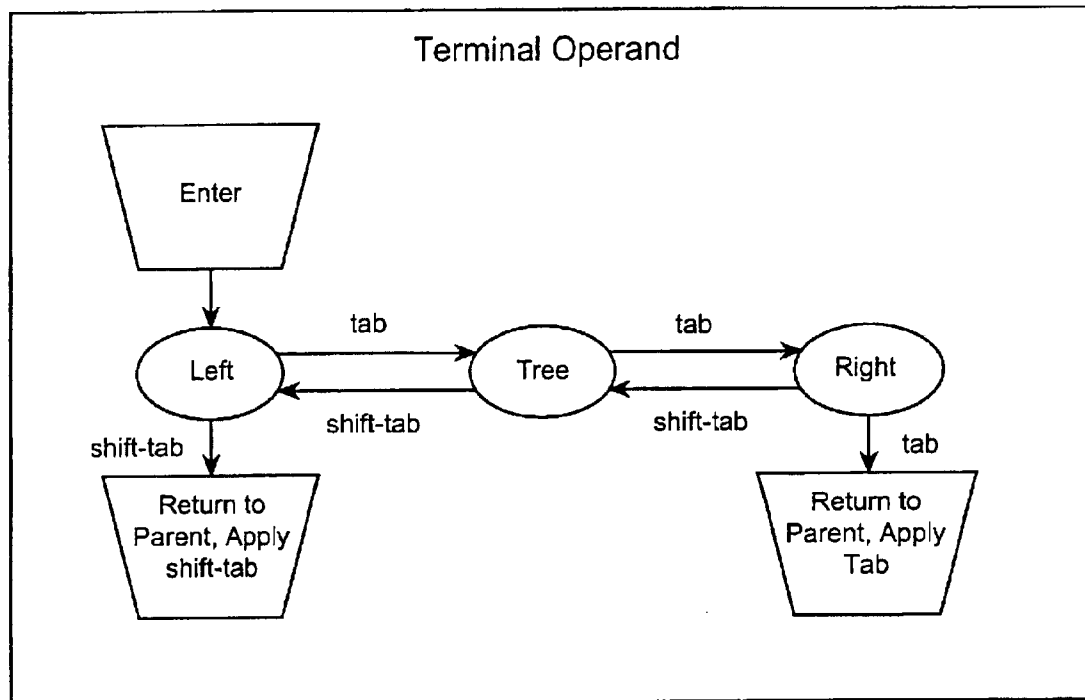 Terminal Operand
Enter
tab
tab
Left
Tree
Right
shift-tab
shift-tab
shift-tab
tab
Return to
Parent, Apply
shift-tab
Return to
Parent, Apply
Tab